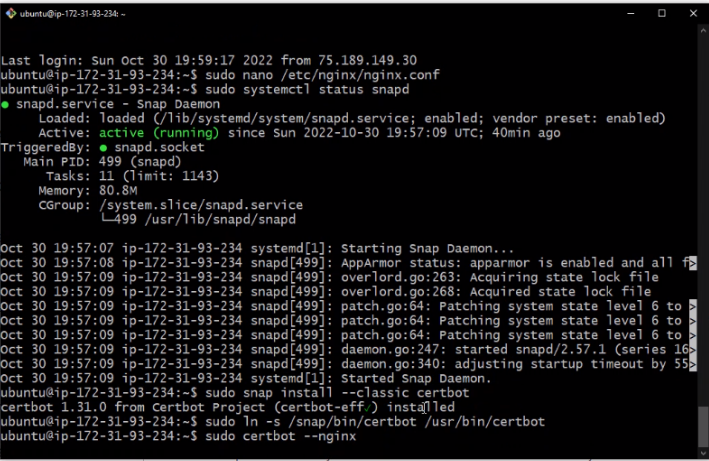 ubuntu@ip-172-31-93-234: ~
Last login: Sun Oct 30 19:59:17 2022 from 75.189.149.30
ubuntu@ip-172-31-93-234:~$ sudo nano /etc/nginx/nginx.conf
ubuntu@ip-172-31-93-234:~$ sudo systemctl status snapd
● snapd.service - Snap Daemon
     Loaded: loaded (/lib/systemd/system/snapd.service; enabled; vendor preset: enabled)
     Active: active (running) since Sun 2022-10-30 19:57:09 UTC; 40min ago
TriggeredBy: ● snapd.socket
   Main PID: 499 (snapd)
      Tasks: 11 (limit: 1143)
     Memory: 80.8M
     CGroup: /system.slice/snapd.service
             └─499 /usr/lib/snapd/snapd
Oct 30 19:57:07 ip-172-31-93-234 systemd[1]: Starting Snap Daemon...
Oct 30 19:57:08 ip-172-31-93-234 snapd[499]: AppArmor status: apparmor is enabled and all f>
Oct 30 19:57:09 ip-172-31-93-234 snapd[499]: overlord.go:263: Acquiring state lock file
Oct 30 19:57:09 ip-172-31-93-234 snapd[499]: overlord.go:268: Acquired state lock file
Oct 30 19:57:09 ip-172-31-93-234 snapd[499]: patch.go:64: Patching system state level 6 to >
Oct 30 19:57:09 ip-172-31-93-234 snapd[499]: patch.go:64: Patching system state level 6 to >
Oct 30 19:57:09 ip-172-31-93-234 snapd[499]: patch.go:64: Patching system state level 6 to >
Oct 30 19:57:09 ip-172-31-93-234 snapd[499]: daemon.go:247: started snapd/2.57.1 (series 16>
Oct 30 19:57:09 ip-172-31-93-234 snapd[499]: daemon.go:340: adjusting startup timeout by 55>
Oct 30 19:57:09 ip-172-31-93-234 systemd[1]: Started Snap Daemon.
ubuntu@ip-172-31-93-234:~$ sudo snap install --classic certbot
certbot 1.31.0 from Certbot Project (certbot-eff✓) installed
ubuntu@ip-172-31-93-234:~$ sudo ln -s /snap/bin/certbot /usr/bin/certbot
ubuntu@ip-172-31-93-234:~$ sudo certbot --nginx